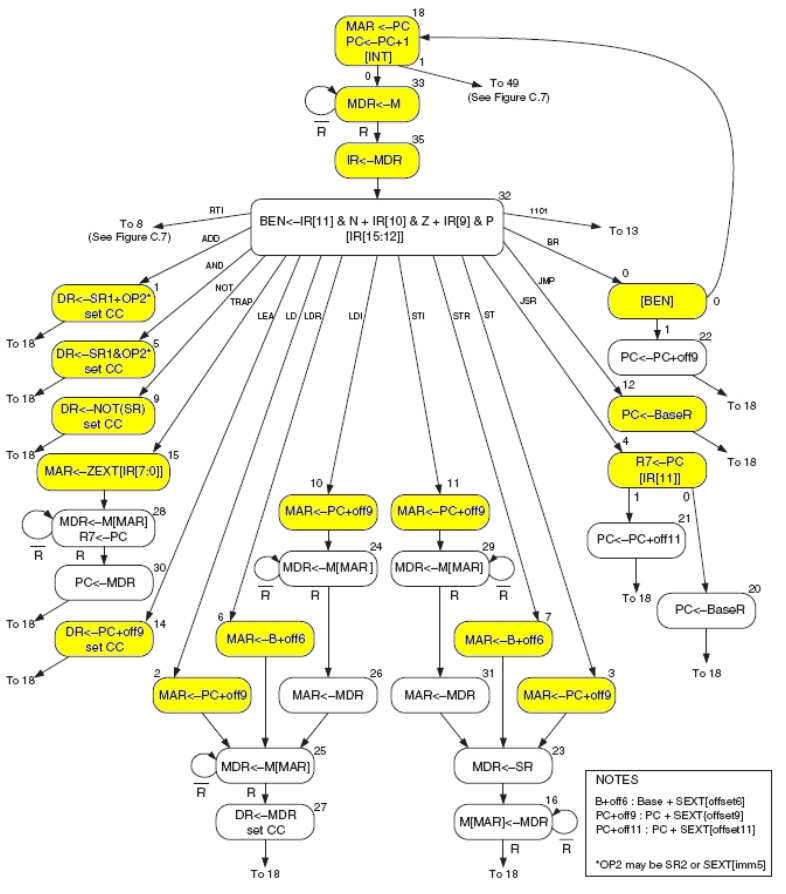 18
MAR <–PC
PC<–PC+1
[INT]
0
1
To 49
(See Figure C.7)
33
MDR<–M
R
R
35
IR<–MDR
32
BEN<–IR[11] & N + IR[10] & Z + IR[9] & P
[IR[15:12]]
RTI
To 8
(See Figure C.7)
1101
To 13
ADD
AND
NOT
TRAP
LEA
LD
LDR
LDI
STI
STR
ST
JSR
JMP
BR
1
DR<–SR1+OP2*
set CC
To 18
5
DR<–SR1&OP2*
set CC
To 18
9
DR<–NOT(SR)
set CC
To 18
15
MAR<–ZEXT[IR[7:0]]
28
MDR<–M[MAR]
R7<–PC
R
R
30
PC<–MDR
To 18
14
DR<–PC+off9
set CC
To 18
0
[BEN]
0
1
22
PC<–PC+off9
To 18
12
PC<–BaseR
To 18
4
R7<–PC
[IR[11]]
1
0
21
PC<–PC+off11
To 18
20
PC<–BaseR
To 18
10
MAR<–PC+off9
24
MDR<–M[MAR]
R
R
11
MAR<–PC+off9
29
MDR<–M[MAR]
R
R
6
MAR<–B+off6
7
MAR<–B+off6
2
MAR<–PC+off9
26
MAR<–MDR
31
MAR<–MDR
3
MAR<–PC+off9
25
MDR<–M[MAR]
R
R
27
DR<–MDR
set CC
To 18
23
MDR<–SR
16
M[MAR]<–MDR
R
R
To 18
NOTES
B+off6 : Base + SEXT[offset6]
PC+off9 : PC + SEXT[offset9]
PC+off11 : PC + SEXT[offset11]
*OP2 may be SR2 or SEXT[imm5]